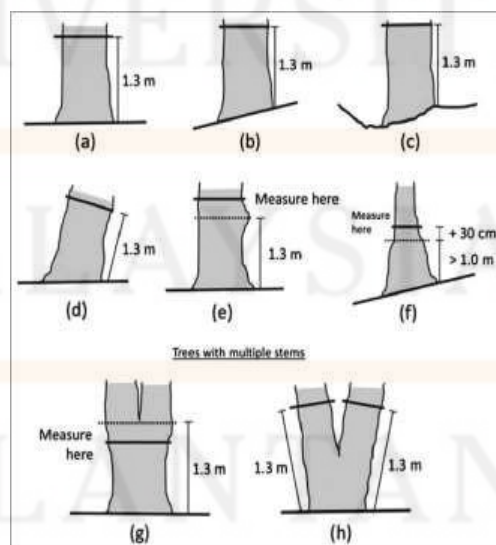 1.3 m
1.3 m
1.3 m
(a)
(b)
(c)
Measure here
Measure
here
+ 30 cm
> 1.0 m
1.3 m
1.3 m
(d)
(e)
(f)
Trees with multiple stems
Measure
here
1.3 m
1.3 m
1.3 m
(g)
(h)